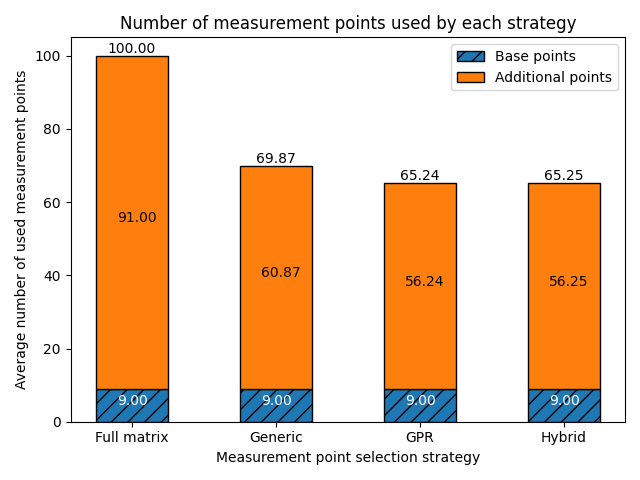 Number of measurement points used by each strategy
Average number of used measurement points
100
80
60
40
20
0
Base points
Additional points
100.00
69.87
65.24
65.25
91.00
60.87
56.24
56.25
9.00
9.00
9.00
9.00
Full matrix
Generic
GPR
Hybrid
Measurement point selection strategy